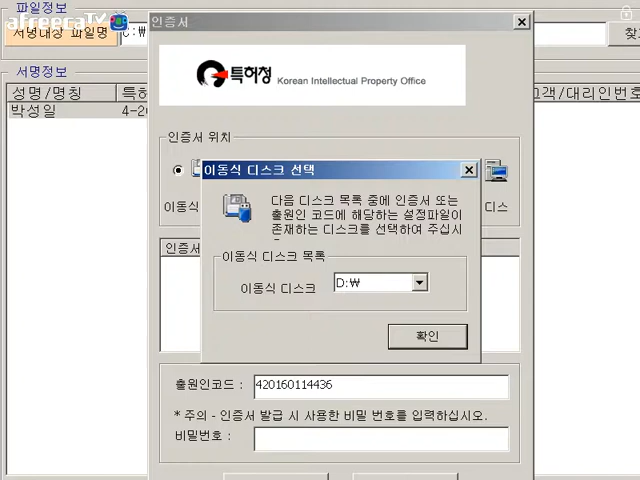 파일정보
afreecaTV
서명대상 파일명
C:₩
찾
서명정보
성명/명칭
특허
고객/대리인번호
박성일
4-20
인증서
특허청 Korean Intellectual Property Office
인증서 위치
이동식
디스
인증서
이동식 디스크 선택
다음 디스크 목록 중에 인증서 또는
출원인 코드에 해당하는 설정파일이
존재하는 디스크를 선택하여 주십시
이동식 디스크 목록
이동식 디스크
D:₩
확인
출원인코드 :
420160114436
* 주의 - 인증서 발급 시 사용한 비밀 번호를 입력하십시오.
비밀번호 :